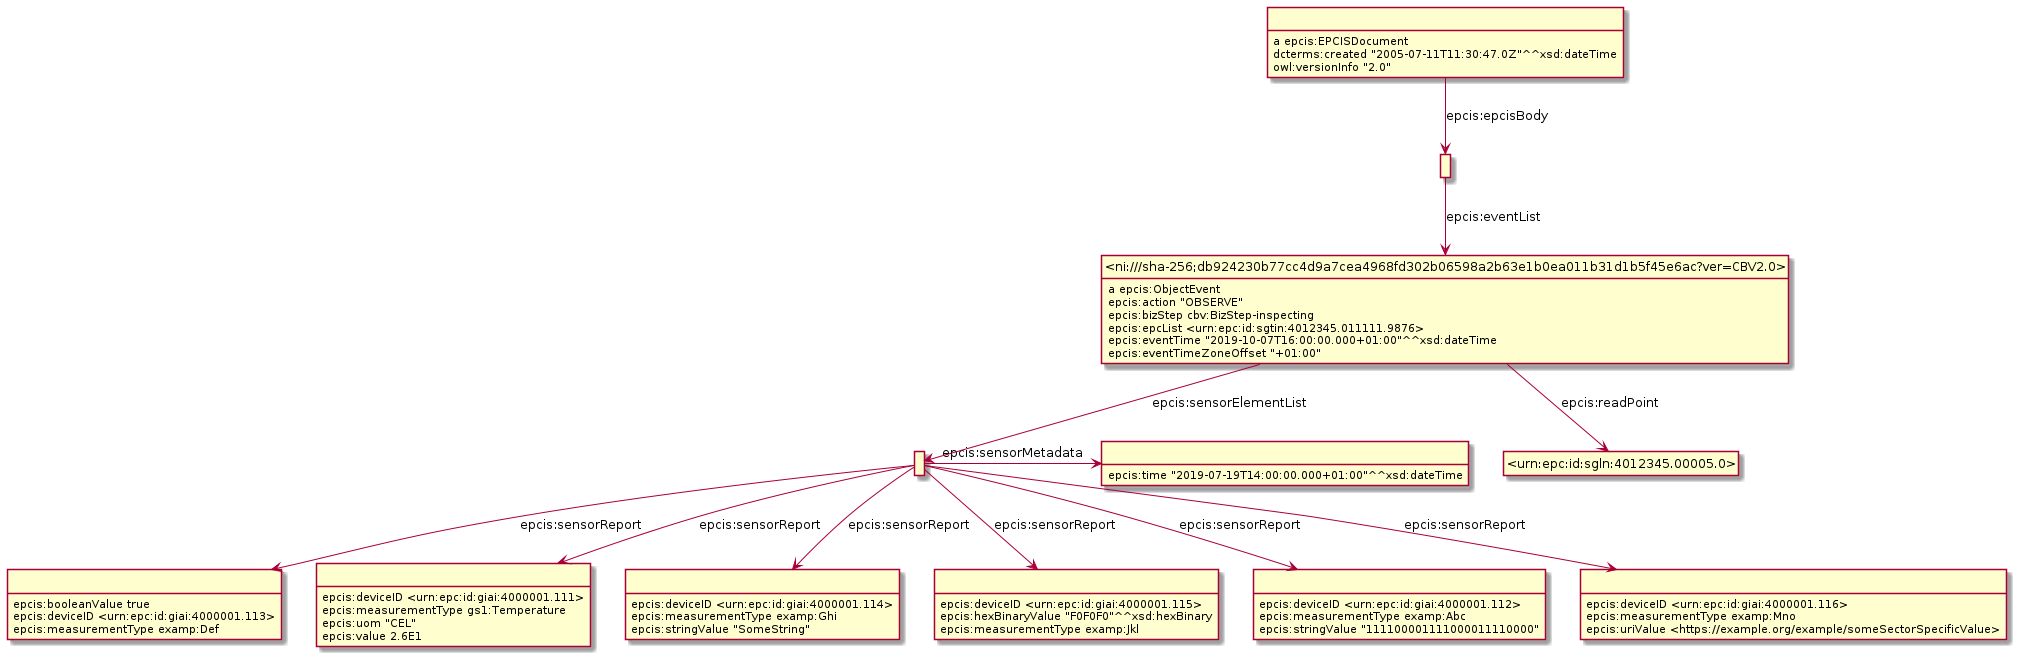 a epcis:EPCISDocument
dcterms:created "2005-07-11T11:30:47.0Z"^^xsd:dateTime
owl:versionInfo "2.0"
epcis:epcisBody
epcis:eventList
<ni:///sha-256;db924230b77cc4d9a7cea4968fd302b06598a2b63e1b0ea011b31d1b5f45e6ac?ver=CBV2.0>
a epcis:ObjectEvent
epcis:action "OBSERVE"
epcis:bizStep cbv:BizStep-inspecting
epcis:epcList <urn:epc:id:sgtin:4012345.011111.9876>
epcis:eventTime "2019-10-07T16:00:00.000+01:00"^^xsd:dateTime
epcis:eventTimeZoneOffset "+01:00"
epcis:sensorElementList
epcis:readPoint
epcis:sensorMetadata
epcis:time "2019-07-19T14:00:00.000+01:00"^^xsd:dateTime
<urn:epc:id:sgln:4012345.00005.0>
epcis:sensorReport
epcis:sensorReport
epcis:sensorReport
epcis:sensorReport
epcis:sensorReport
epcis:sensorReport
epcis:booleanValue true
epcis:deviceID <urn:epc:id:giai:4000001.113>
epcis:measurementType examp:Def
epcis:deviceID <urn:epc:id:giai:4000001.111>
epcis:measurementType gs1:Temperature
epcis:uom "CEL"
epcis:value 2.6E1
epcis:deviceID <urn:epc:id:giai:4000001.114>
epcis:measurementType examp:Ghi
epcis:stringValue "SomeString"
epcis:deviceID <urn:epc:id:giai:4000001.115>
epcis:hexBinaryValue "F0F0F0"^^xsd:hexBinary
epcis:measurementType examp:Jkl
epcis:deviceID <urn:epc:id:giai:4000001.112>
epcis:measurementType examp:Abc
epcis:stringValue "111100001111000011110000"
epcis:deviceID <urn:epc:id:giai:4000001.116>
epcis:measurementType examp:Mno
epcis:uriValue <https://example.org/example/someSectorSpecificValue>